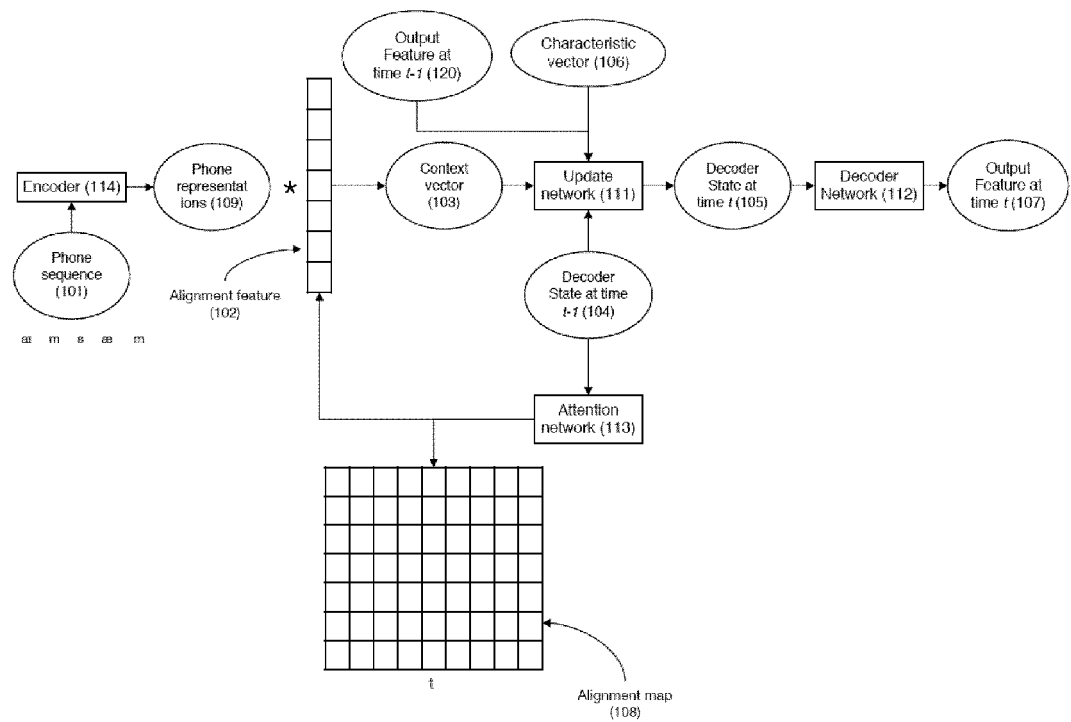 Output
Feature at
time t-1 (120)
Characteristic
vector (106)
Encoder (114)
Phone
representat
ions (109)
*
Context
vector
(103)
Update
network (111)
Decoder
State at
time t (105)
Decoder
Network (112)
Output
Feature at
time t (107)
Phone
sequence
(101)
Alignment feature
(102)
Decoder
State at time
t-1 (104)
m s æ m
Attention
network (113)
t
Alignment map
(108)